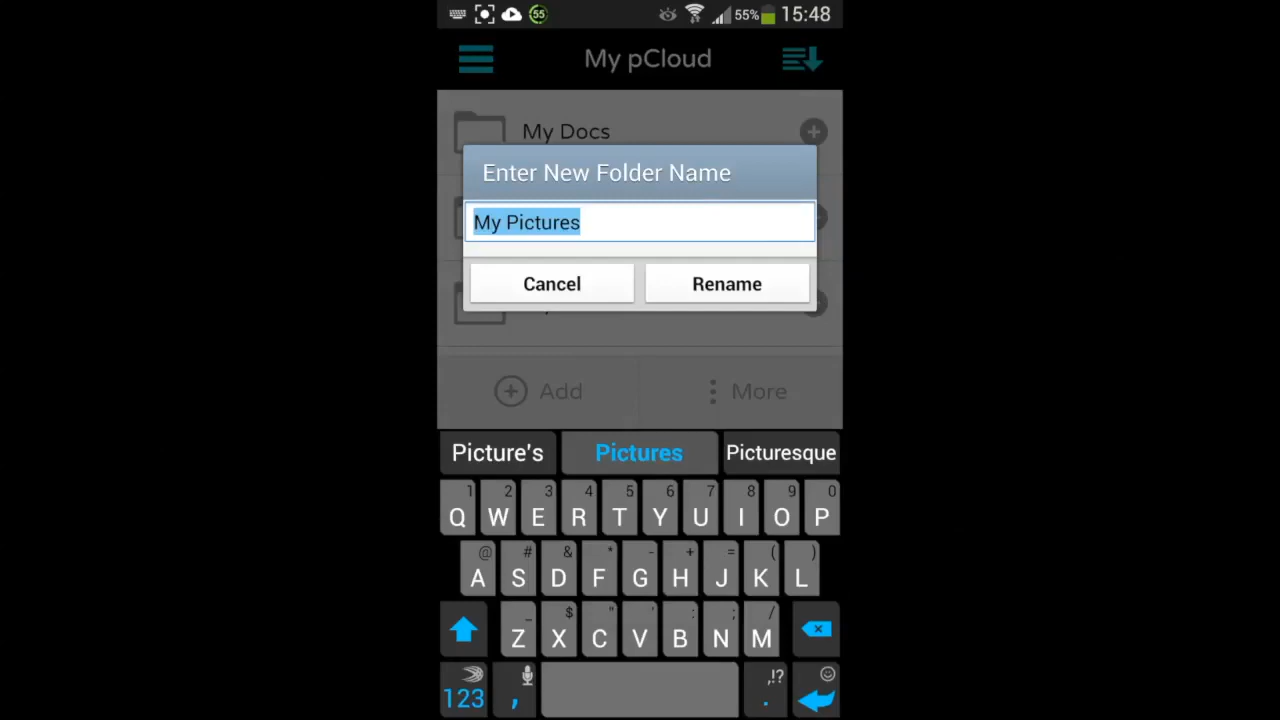 55 55% 15:48
My pCloud
My Docs
Enter New Folder Name
My Pictures
Cancel Rename
Add More
Picture's Pictures Picturesque
1 2 3 4 5 6 7 8 9 0
Q W E R T Y U I O P
@ # & * - + = ( )
A S D F G H J K L
_ $ " ' : ; /
Z X C V B N M
,!?
123 , .